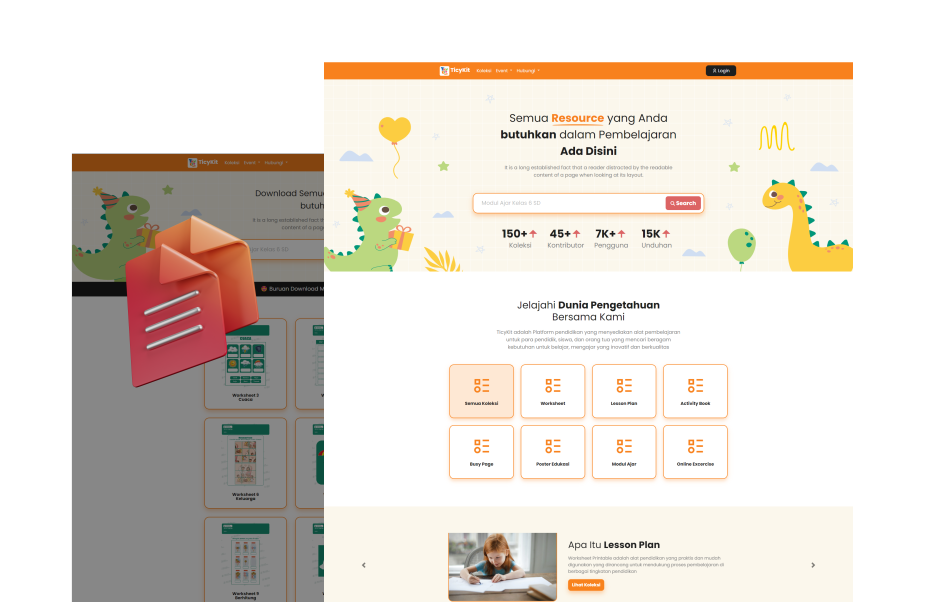 TicyKit Koleksi Event Hubungi Login
Semua Resource yang Anda
butuhkan dalam Pembelajaran
Ada Disini
It is a long established fact that a reader distracted by the readable
content of a page when looking at its layout.
Modul Ajar Kelas II SD
Search
150+ 45+ 7K+ 15K
Koleksi Kontributor Pengguna Unduhan
Jelajahi Dunia Pengetahuan
Bersama Kami
TicyKit adalah Platform pendidikan yang menyediakan alat pembelajaran
untuk para pendidik, siswa, dan orang tua yang mencari beragam
kebutuhan untuk belajar, mengajar yang inovatif dan berkualitas
Semua Koleksi Worksheet Lesson Plan Activity Book
Busy Page Poster Edukasi Modul Ajar Online Excercise
Apa Itu Lesson Plan
Worksheet Printable adalah alat pendidikan yang praktis dan mudah
digunakan yang dirancang untuk mendukung proses pembelajaran di
berbagai tingkatan pendidikan
Lihat Koleksi
TicyKit Koleksi Event Hubungi
Download Semu
butuh
It is a long established fact that
content of a pag
Ajar Kelas II SD
Buruan Download M
Worksheet 2
Cuaca
Worksheet 6
Keluarga
Worksheet 8
Berhitung